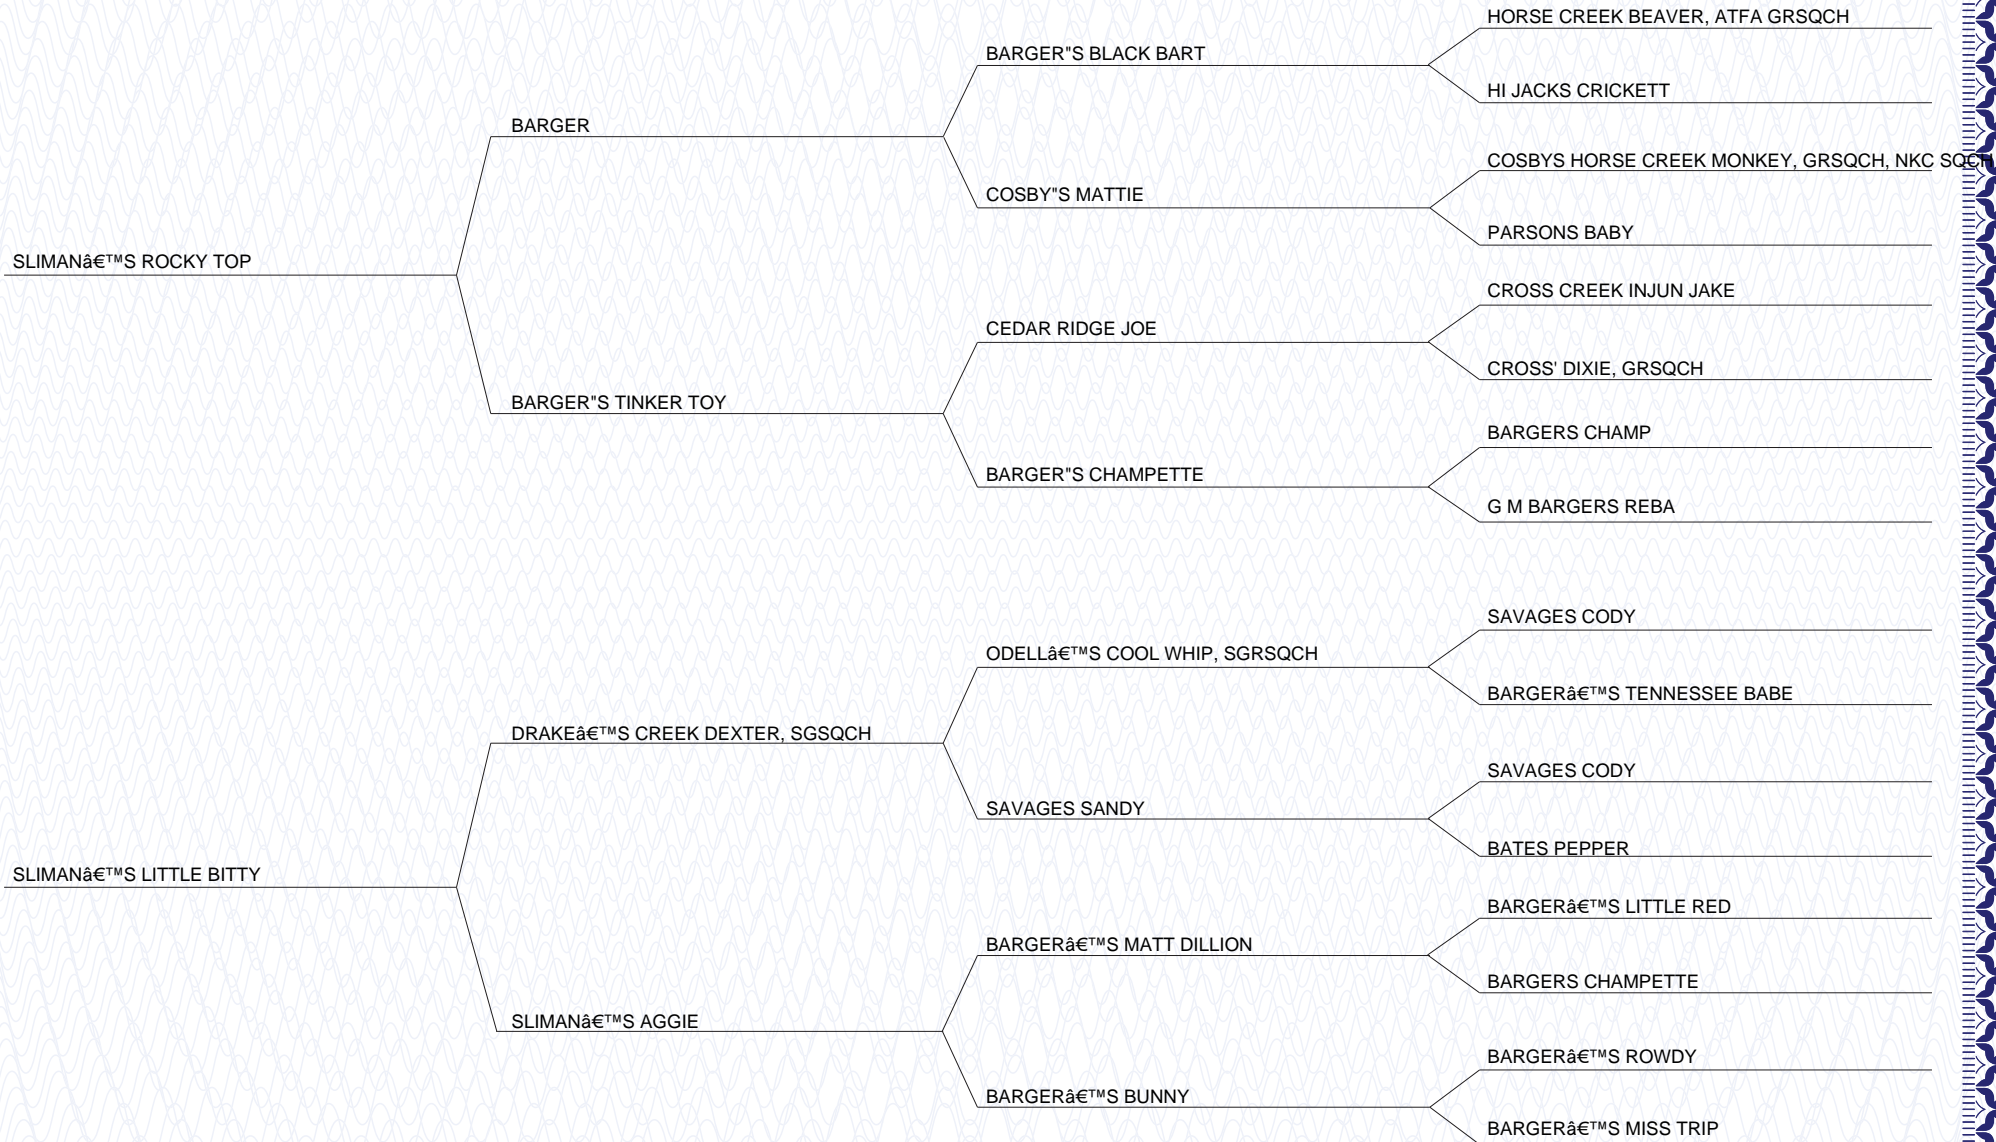 HORSE CREEK BEAVER, ATFA GRSQCH
BARGER"S BLACK BART
HI JACKS CRICKETT
BARGER
COSBYS HORSE CREEK MONKEY, GRSQCH, NKC SQCH
COSBY"S MATTIE
PARSONS BABY
SLIMANâ€™S ROCKY TOP
CROSS CREEK INJUN JAKE
CEDAR RIDGE JOE
CROSS' DIXIE, GRSQCH
BARGER"S TINKER TOY
BARGERS CHAMP
BARGER"S CHAMPETTE
G M BARGERS REBA
SAVAGES CODY
ODELLâ€™S COOL WHIP, SGRSQCH
BARGERâ€™S TENNESSEE BABE
DRAKEâ€™S CREEK DEXTER, SGSQCH
SAVAGES CODY
SAVAGES SANDY
BATES PEPPER
SLIMANâ€™S LITTLE BITTY
BARGERâ€™S LITTLE RED
BARGERâ€™S MATT DILLION
BARGERS CHAMPETTE
SLIMANâ€™S AGGIE
BARGERâ€™S ROWDY
BARGERâ€™S BUNNY
BARGERâ€™S MISS TRIP